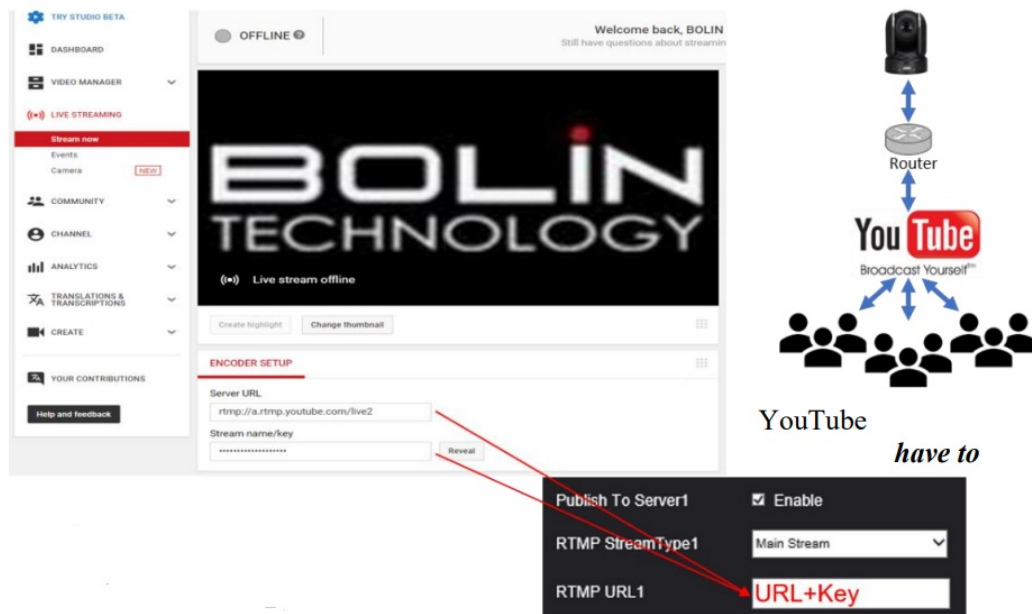 TRY STUDIO BETA
DASHBOARD
VIDEO MANAGER
LIVE STREAMING
Stream now
Events
Camera NEW
COMMUNITY
CHANNEL
ANALYTICS
TRANSLATIONS &
TRANSCRIPTIONS
CREATE
YOUR CONTRIBUTIONS
Help and feedback
OFFLINE
Welcome back, BOLIN
Still have questions about streamin
BOLIN
TECHNOLOGY
Live stream offline
Create highlight Change thumbnail
ENCODER SETUP
Server URL
rtmp://a.rtmp.youtube.com/live2
Stream name/key
••••••••••••••••••• Reveal
Router
You Tube
Broadcast Yourself™
YouTube
have to
Publish To Server1 Enable
RTMP StreamType1 Main Stream
RTMP URL1 URL+Key